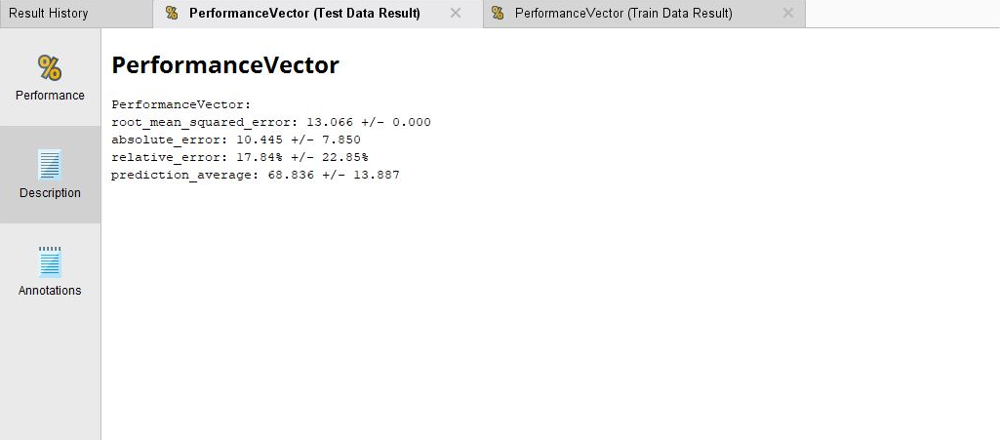 Result History
PerformanceVector (Test Data Result)
PerformanceVector (Train Data Result)
Performance
Description
Annotations
PerformanceVector
PerformanceVector:
root_mean_squared_error: 13.066 +/- 0.000
absolute_error: 10.445 +/- 7.850
relative_error: 17.84% +/- 22.85%
prediction_average: 68.836 +/- 13.887